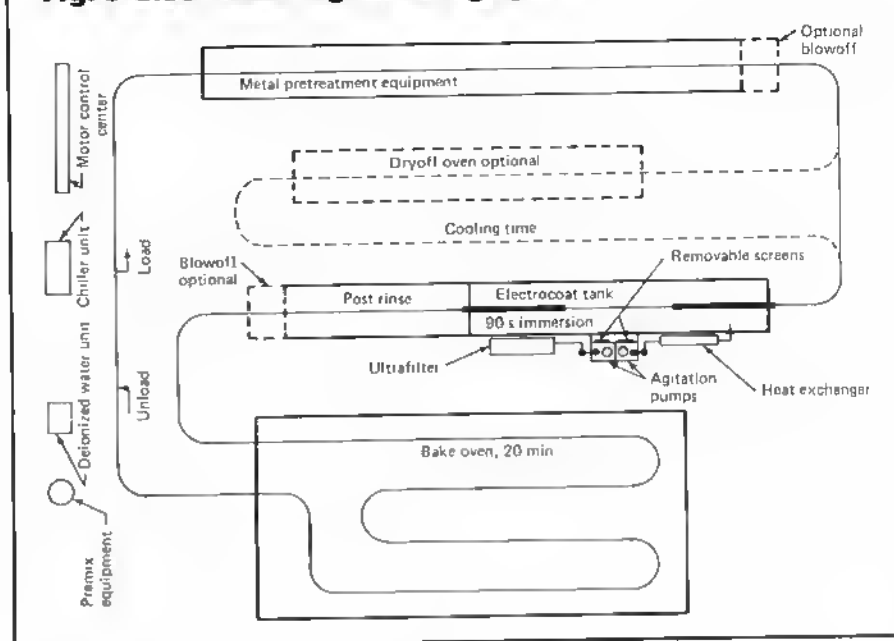 Optional
blowoff
Metal pretreatment equipment
Motor control
center
Dryoff oven optional
Cooling time
Chiller unit
Load
Blowoff
optional
Removable screens
Post rinse
Electrocoat tank
90 s immersion
Ultrafilter
Agitation
pumps
Heat exchanger
Deionized water unit
Unload
Bake oven, 20 min
Premix
equipment